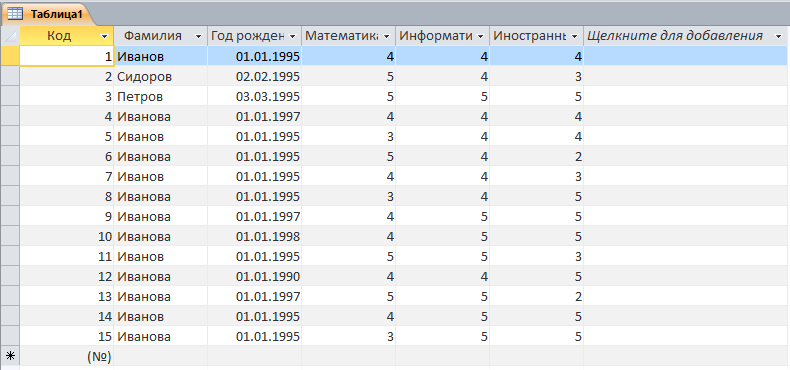 Таблица1
Код Фамилия Год рожден Математика Информати Иностранны Щелкните для добавления
1 Иванов 01.01.1995 4 4 4
2 Сидоров 02.02.1995 5 4 3
3 Петров 03.03.1995 5 5 5
4 Иванова 01.01.1997 4 4 4
5 Иванов 01.01.1995 3 4 4
6 Иванова 01.01.1995 5 4 2
7 Иванова 01.01.1995 4 4 3
8 Иванова 01.01.1995 3 4 5
9 Иванова 01.01.1997 4 5 5
10 Иванова 01.01.1998 4 5 5
11 Иванов 01.01.1995 5 5 3
12 Иванова 01.01.1990 4 4 5
13 Иванова 01.01.1997 5 5 2
14 Иванов 01.01.1995 4 5 5
15 Иванова 01.01.1995 3 5 5
(№)